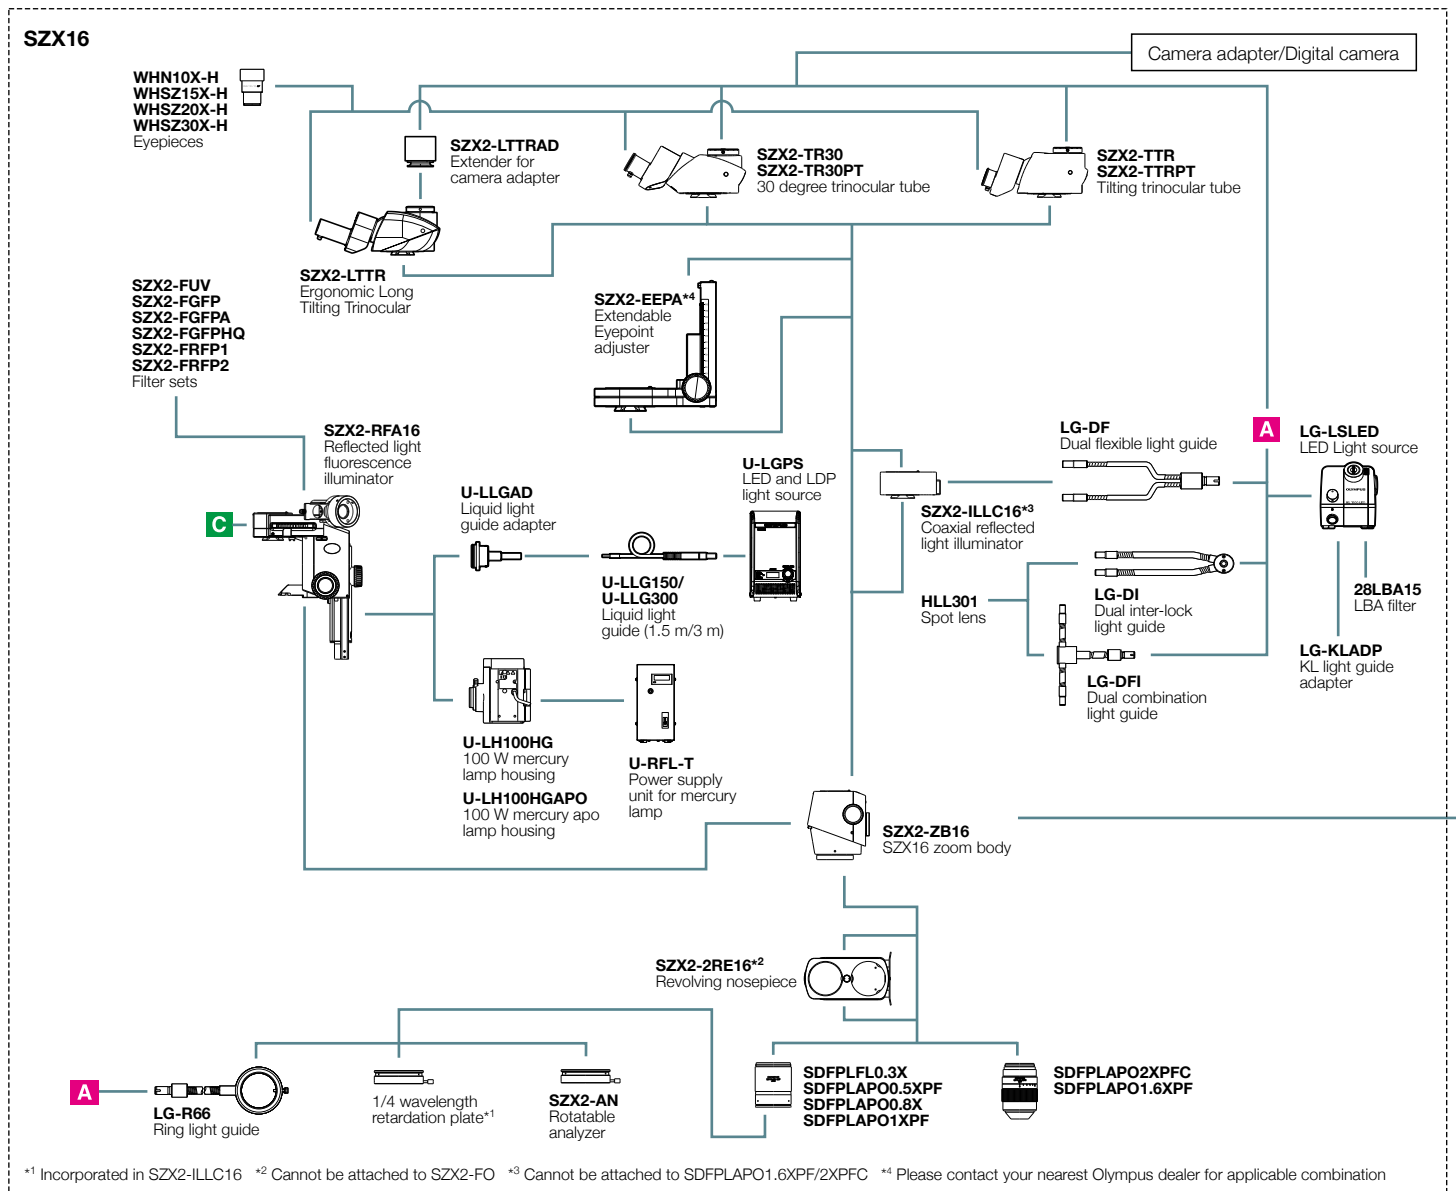 SZX16
Camera adapter/Digital camera
WHN10X-H
WHSZ15X-H
WHSZ20X-H
WHSZ30X-H
Eyepieces
SZX2-LTTRAD
Extender for
camera adapter
SZX2-TR30
SZX2-TR30PT
30 degree trinocular tube
SZX2-TTR
SZX2-TTRPT
Tilting trinocular tube
SZX2-LTTR
Ergonomic Long
Tilting Trinocular
SZX2-FUV
SZX2-FGFP
SZX2-FGFPA
SZX2-FGFPHQ
SZX2-FRFP1
SZX2-FRFP2
Filter sets
SZX2-EEPA*4
Extendable
Eyepoint
adjuster
SZX2-RFA16
Reflected light
fluorescence
illuminator
C
U-LLGAD
Liquid light
guide adapter
U-LLG150/
U-LLG300
Liquid light
guide (1.5 m/3 m)
U-LGPS
LED and LDP
light source
SZX2-ILLC16*3
Coaxial reflected
light illuminator
LG-DF
Dual flexible light guide
A
LG-LSLED
LED Light source
OLYMPUS
HLL301
Spot lens
LG-DI
Dual inter-lock
light guide
LG-DFI
Dual combination
light guide
28LBA15
LBA filter
LG-KLADP
KL light guide
adapter
U-LH100HG
100 W mercury
lamp housing
U-LH100HGAPO
100 W mercury apo
lamp housing
U-RFL-T
Power supply
unit for mercury
lamp
SZX2-ZB16
SZX16 zoom body
SZX2-2RE16*2
Revolving nosepiece
A
LG-R66
Ring light guide
1/4 wavelength
retardation plate*1
SZX2-AN
Rotatable
analyzer
SDFPLFL0.3X
SDFPLAPO0.5XPF
SDFPLAPO0.8X
SDFPLAPO1XPF
SDFPLAPO2XPFC
SDFPLAPO1.6XPF
*1 Incorporated in SZX2-ILLC16 *2 Cannot be attached to SZX2-FO *3 Cannot be attached to SDFPLAPO1.6XPF/2XPFC *4 Please contact your nearest Olympus dealer for applicable combination